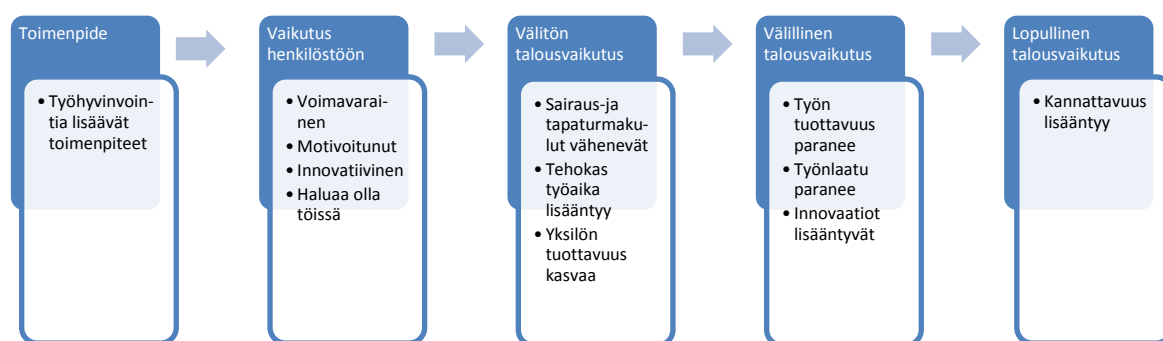 Toimenpide
• Työhyvinvoin-
tia lisäävät
toimenpiteet
Vaikutus
henkilöstöön
• Voimavarai-
nen
• Motivoitunut
• Innovatiivinen
• Haluaa olla
töissä
Välitön
talousvaikutus
• Sairaus-ja
tapaturmaku-
lut vähenevät
• Tehokas
työaika
lisääntyy
• Yksilön
tuottavuus
kasvaa
Välillinen
talousvaikutus
• Työn
tuottavuus
paranee
• Työnlaatu
paranee
• Innovaatiot
lisääntyvät
Lopullinen
talousvaikutus
• Kannattavuus
lisääntyy